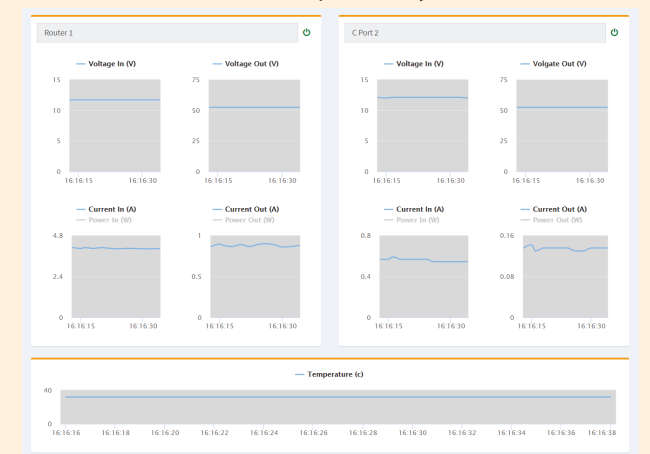 Router 1
C Port 2
Voltage In (V)
Voltage Out (V)
Voltage In (V)
Volgate Out (V)
15
10
5
0
16:16:15 16:16:30
75
50
25
0
16:16:15 16:16:30
15
10
5
0
16:16:15 16:16:30
75
50
25
0
16:16:15 16:16:30
Current In (A)
Power In (W)
Current Out (A)
Power Out (W)
Current In (A)
Power In (W)
Current Out (A)
Power Out (W)
4.8
2.4
0
16:16:15 16:16:30
1
0.5
0
16:16:15 16:16:30
0.8
0.4
0
16:16:15 16:16:30
0.16
0.08
0
16:16:15 16:16:30
Temperature (c)
40
0
16:16:16 16:16:18 16:16:20 16:16:22 16:16:24 16:16:26 16:16:28 16:16:30 16:16:32 16:16:34 16:16:36 16:16:38